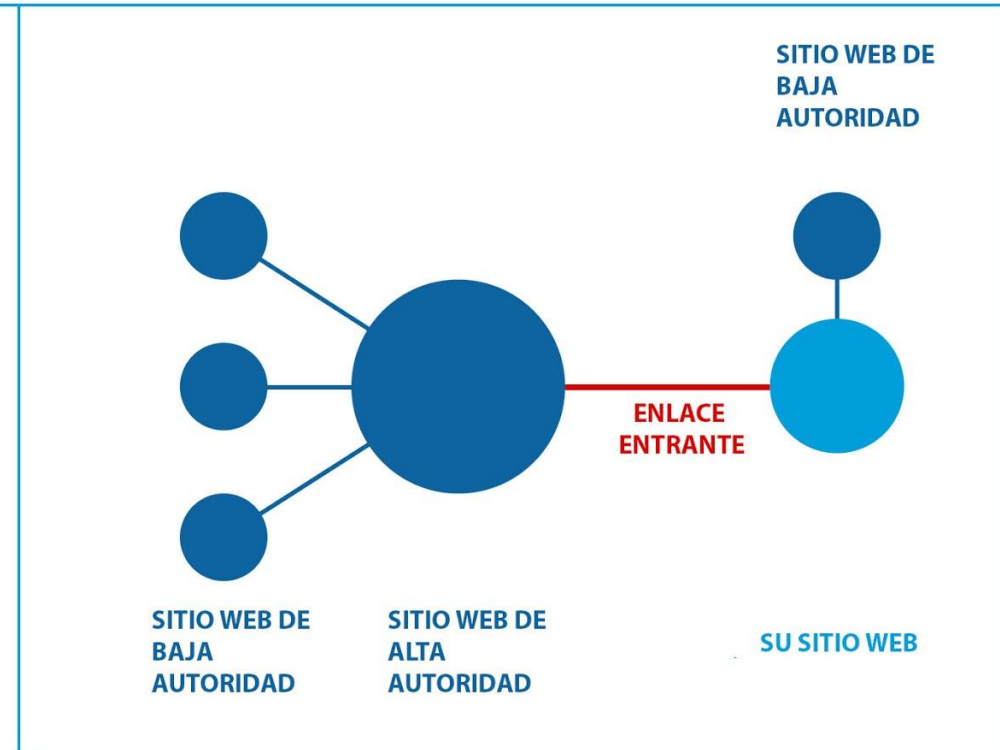 SITIO WEB DE
BAJA
AUTORIDAD
ENLACE
ENTRANTE
SITIO WEB DE
BAJA
AUTORIDAD
SITIO WEB DE
ALTA
AUTORIDAD
SU SITIO WEB